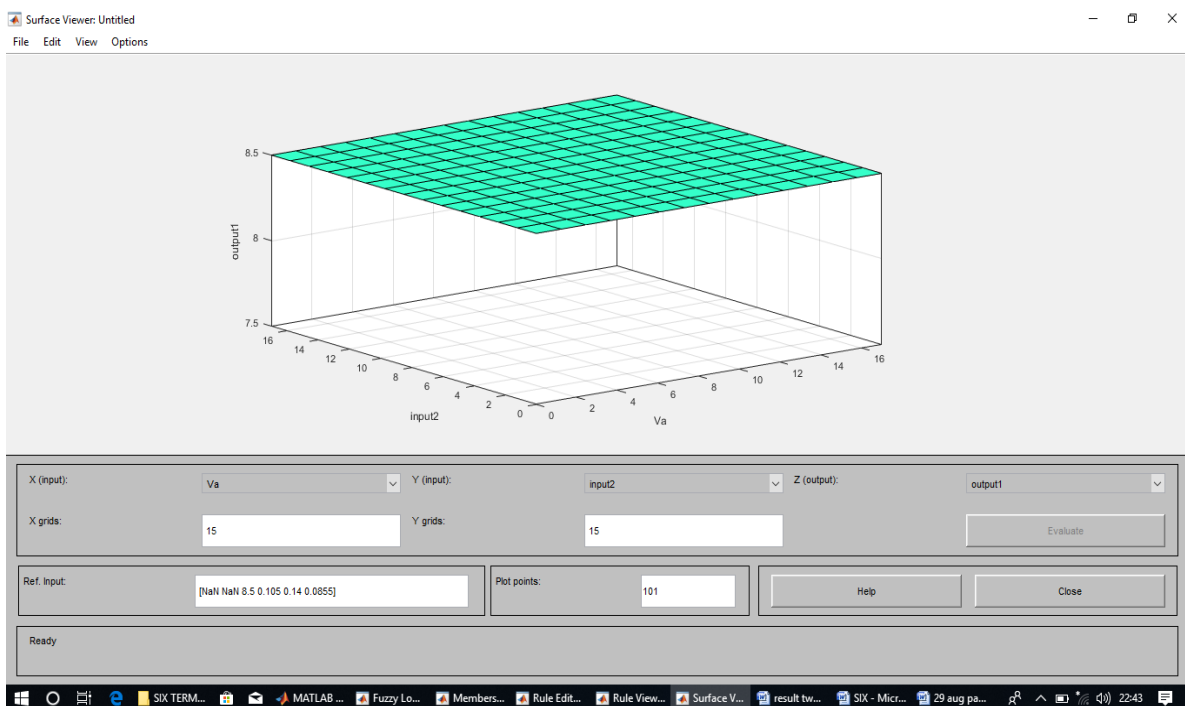 Surface Viewer: Untitled
File Edit View Options
8.5
8
7.5
output1
16
14
12
10
8
6
4
2
0
input2
0
2
4
6
8
10
12
14
16
Va
X (input): Va Y (input): input2 Z (output): output1
X grids: 15 Y grids: 15 Evaluate
Ref. Input: [NaN NaN 8.5 0.105 0.14 0.0855] Plot points: 101 Help Close
Ready
SIX TERM... MATLAB ... Fuzzy Lo... Members... Rule Edit... Rule View... Surface V... result tw... SIX - Micr... 29 aug pa... 22:43